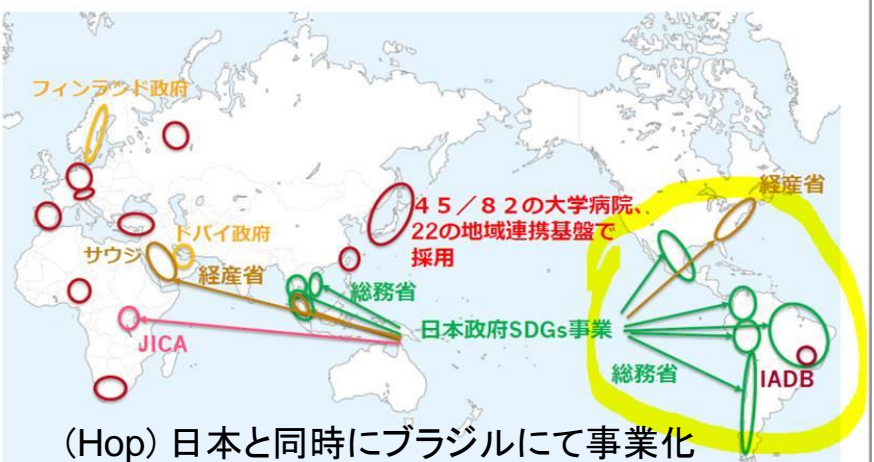 フィンランド政府
経産省
45/82の大学病院、
22の地域連携基盤で
採用
ドバイ政府
サウジ
経産省
総務省
日本政府SDGs事業
JICA
総務省
IADB
(Hop) 日本と同時にブラジルにて事業化